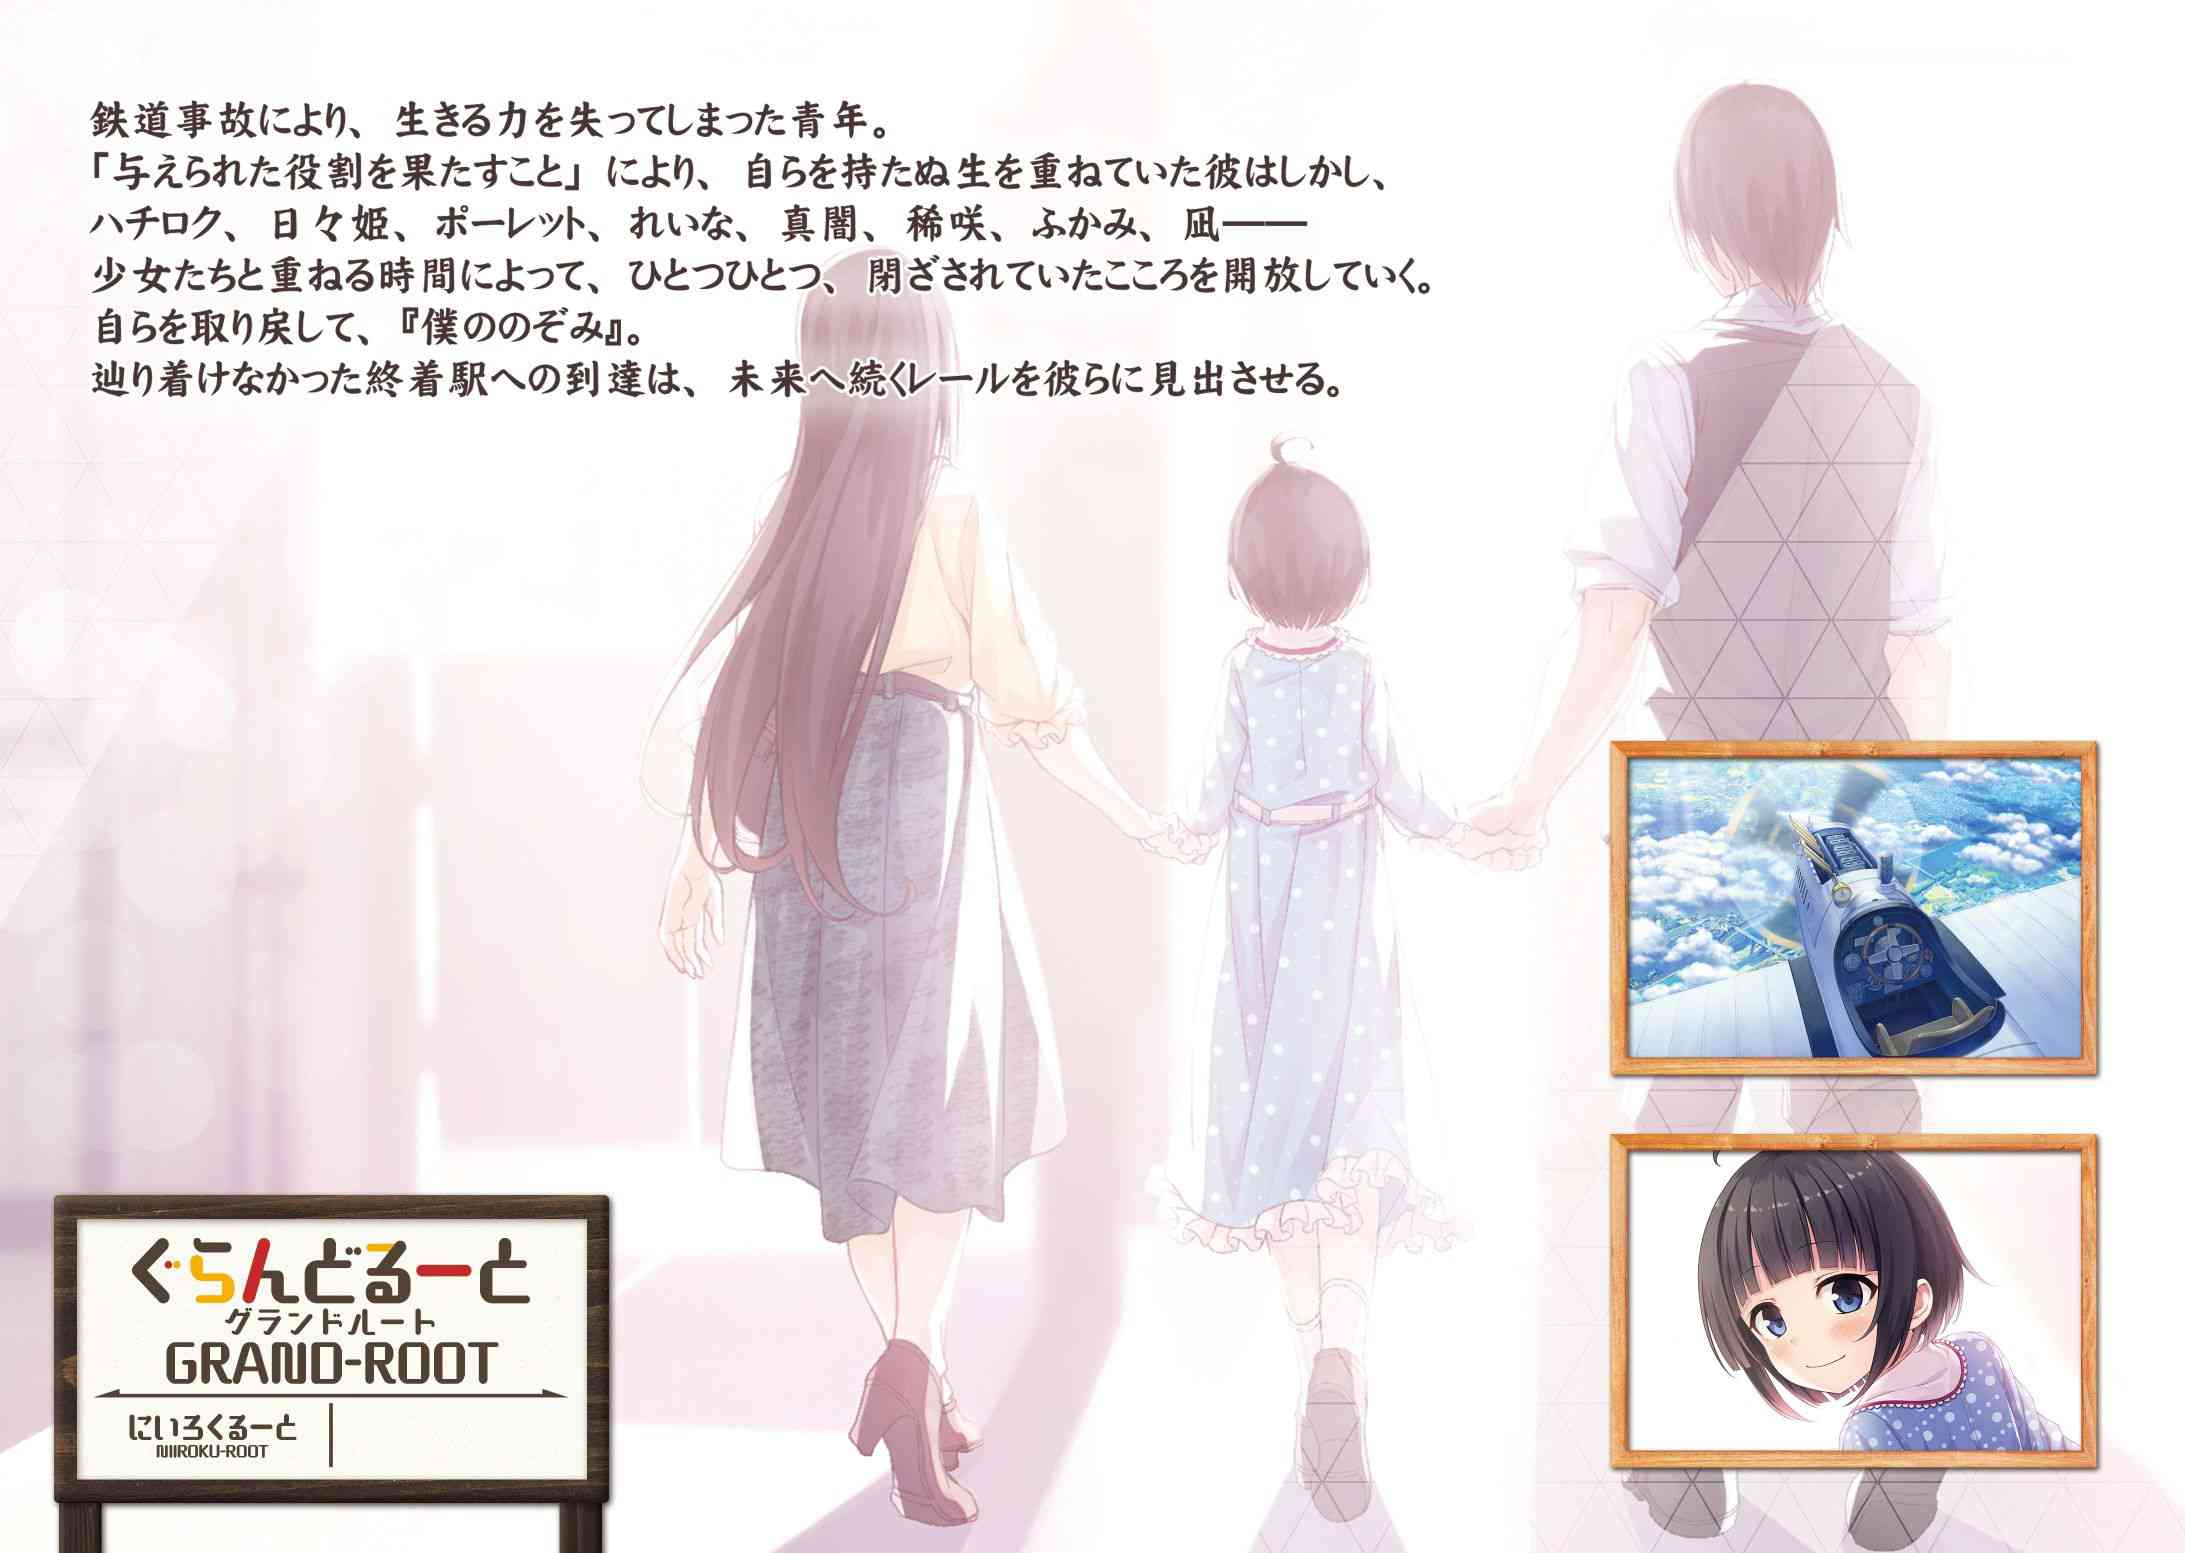 鉄道事故により、生きる力を失ってしまった青年。
「与えられた役割を果たすこと」により、自らを持たぬ生を重ねていた彼はしかし、
ハチロク、日々姫、ポーレット、れいな、真闇、稀咲、ふかみ、凪――
少女たちと重ねる時間によって、ひとつひとつ、閉ざされていたこころを開放していく。
自らを取り戻して、『僕ののぞみ』。
辿り着けなかった終着駅への到達は、未来へ続くレールを彼らに見出させる。
ぐらんどるーと
グランドルート
GRAND-ROOT
にいろくるーと
NIIROKU-ROOT